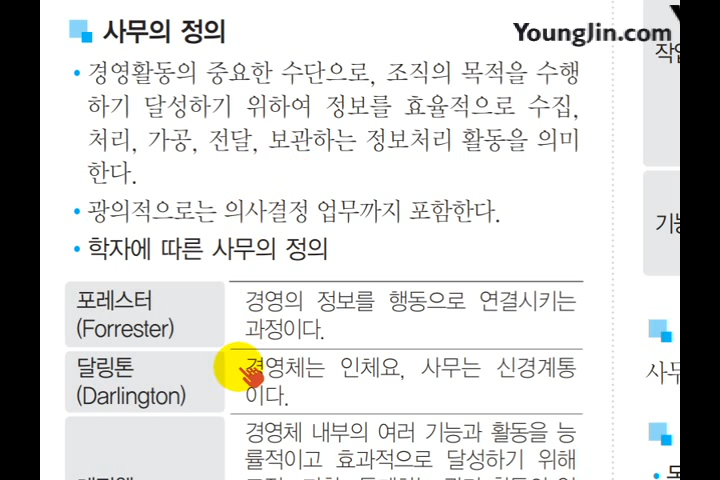 사무의 정의
YoungJin.com
• 경영활동의 중요한 수단으로, 조직의 목적을 수행
하기 달성하기 위하여 정보를 효율적으로 수집,
처리, 가공, 전달, 보관하는 정보처리 활동을 의미
한다.
• 광의적으로는 의사결정 업무까지 포함한다.
• 학자에 따른 사무의 정의
포레스터
(Forrester)
경영의 정보를 행동으로 연결시키는
과정이다.
달링톤
(Darlington)
경영체는 인체요, 사무는 신경계통
이다.
경영체 내부의 여러 기능과 활동을 능
률적이고 효과적으로 달성하기 위해